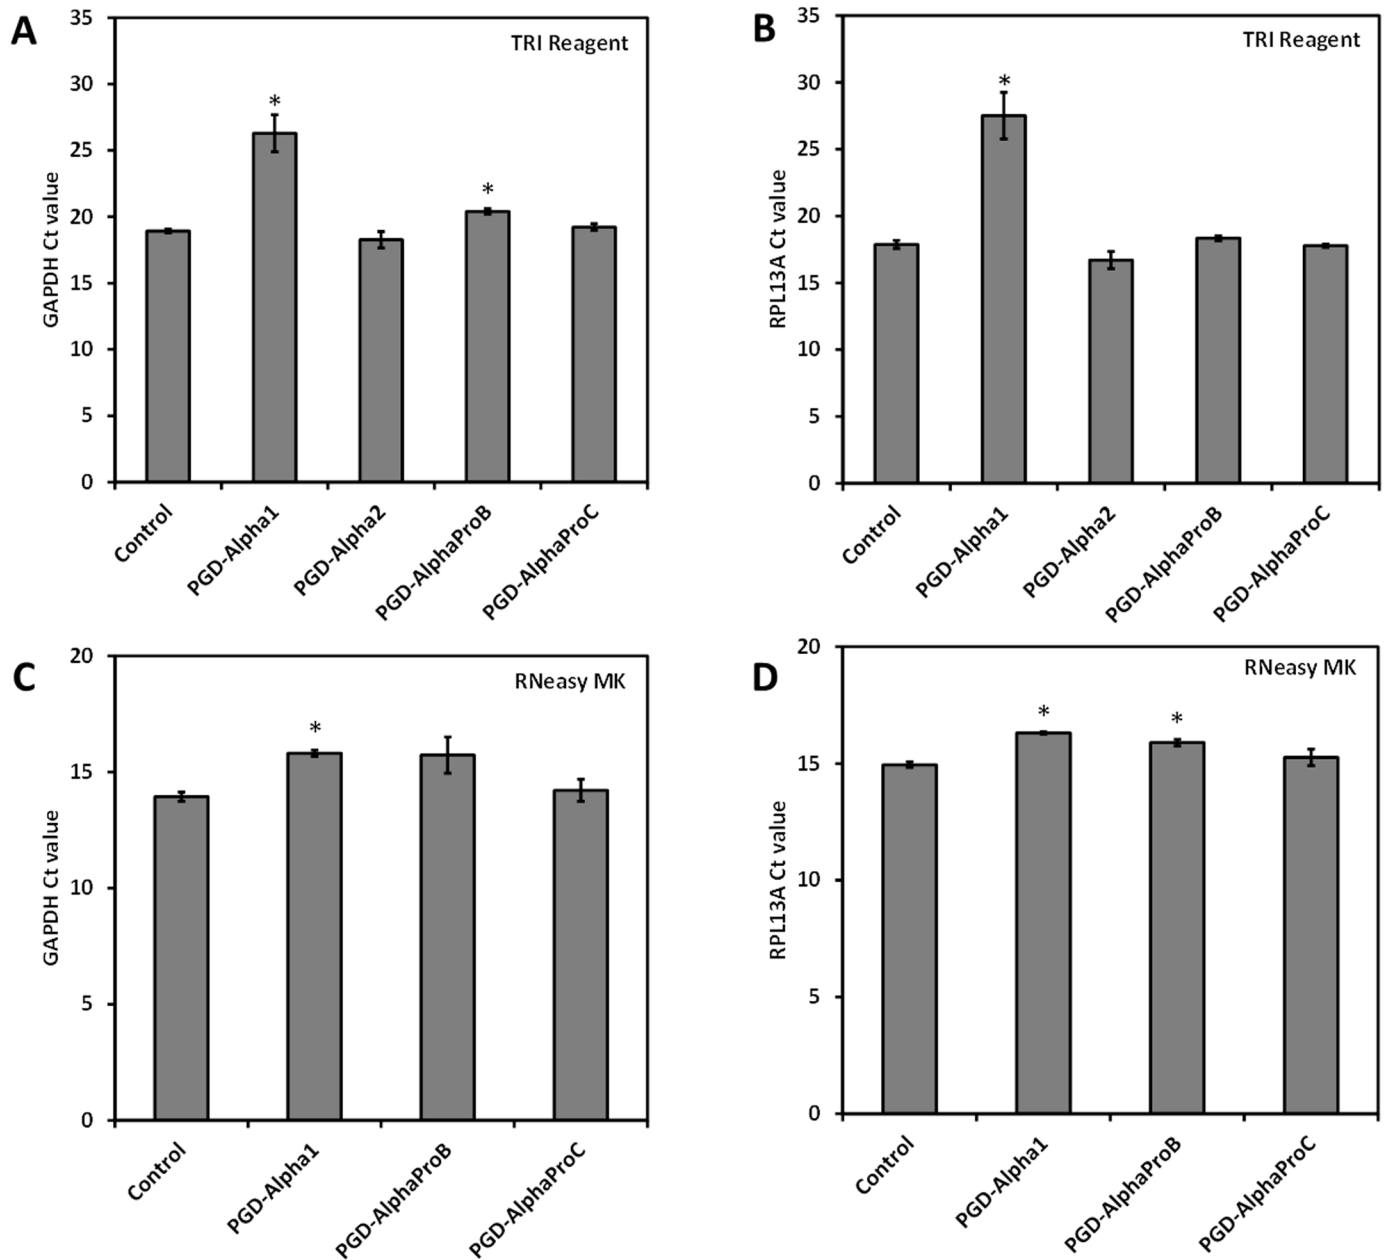 A
TRI Reagent
GAPDH Ct value
35
30
25
20
15
10
5
0
Control
PGD-Alpha1
PGD-Alpha2
PGD-AlphaProB
PGD-AlphaProC
*
*
B
TRI Reagent
RPL13A Ct value
35
30
25
20
15
10
5
0
Control
PGD-Alpha1
PGD-Alpha2
PGD-AlphaProB
PGD-AlphaProC
*
C
RNeasy MK
GAPDH Ct value
20
15
10
5
0
Control
PGD-Alpha1
PGD-AlphaProB
PGD-AlphaProC
*
D
RNeasy MK
RPL13A Ct value
20
15
10
5
0
Control
PGD-Alpha1
PGD-AlphaProB
PGD-AlphaProC
*
*